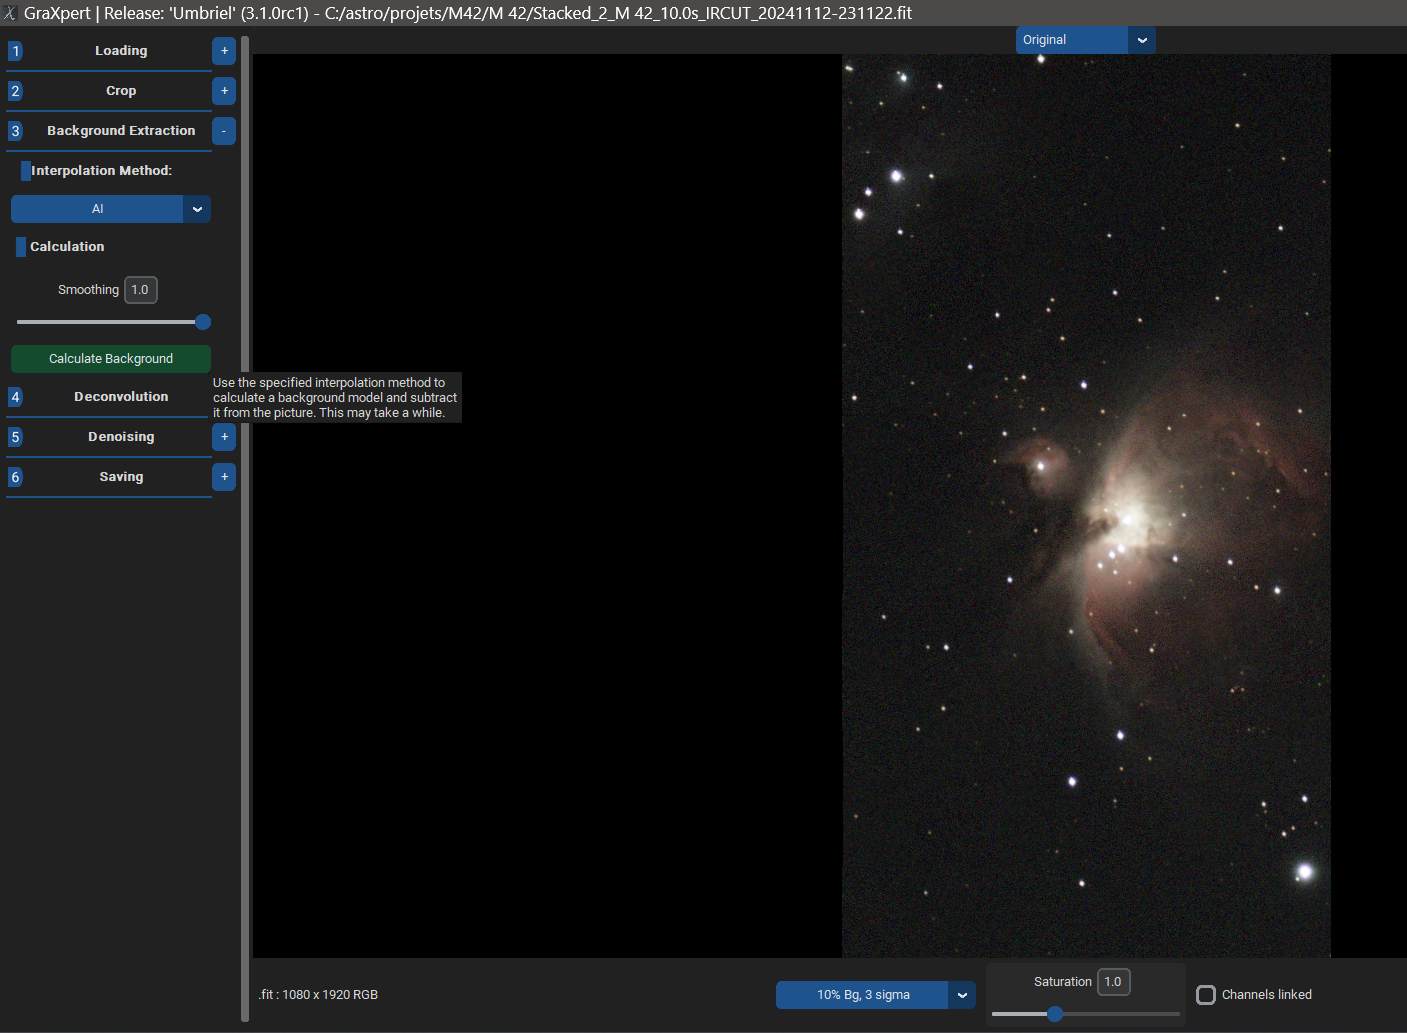 GraXpert | Release: 'Umbriel' (3.1.0rc1) - C:/astro/projets/M42/M 42/Stacked_2_M 42_10.0s_IRCUT_20241112-231122.fit
Original
1 Loading +
2 Crop +
3 Background Extraction -
Interpolation Method:
AI
Calculation
Smoothing 1.0
Calculate Background
Use the specified interpolation method to
calculate a background model and subtract
it from the picture. This may take a while.
4 Deconvolution
5 Denoising +
6 Saving +
.fit : 1080 x 1920 RGB
10% Bg, 3 sigma
Saturation 1.0
Channels linked